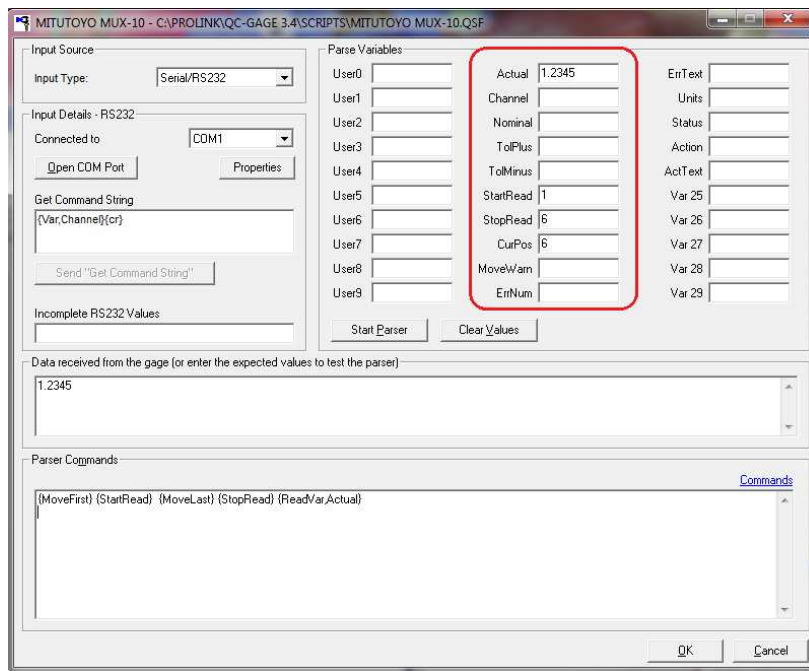 MITUTOYO MUX-10 - C:\PROLINK\QC-GAGE 3.4\SCRIPTS\MITUTOYO MUX-10.QSF
Input Source
Input Type: Serial/RS232
Input Details - RS232
Connected to COM1
Open COM Port Properties
Get Command String
{Var,Channel}{cr}
Send "Get Command String"
Incomplete RS232 Values
Parse Variables
User0 Actual 1.2345 ErrText
User1 Channel Units
User2 Nominal Status
User3 TolPlus Action
User4 TolMinus ActText
User5 StartRead 1 Var 25
User6 StopRead 6 Var 26
User7 CurPos 6 Var 27
User8 MoveWarn Var 28
User9 ErrNum Var 29
Start Parser Clear Values
Data received from the gage (or enter the expected values to test the parser)
1.2345
Parser Commands
Commands
{MoveFirst} {StartRead} {MoveLast} {StopRead} {ReadVar,Actual}
OK Cancel